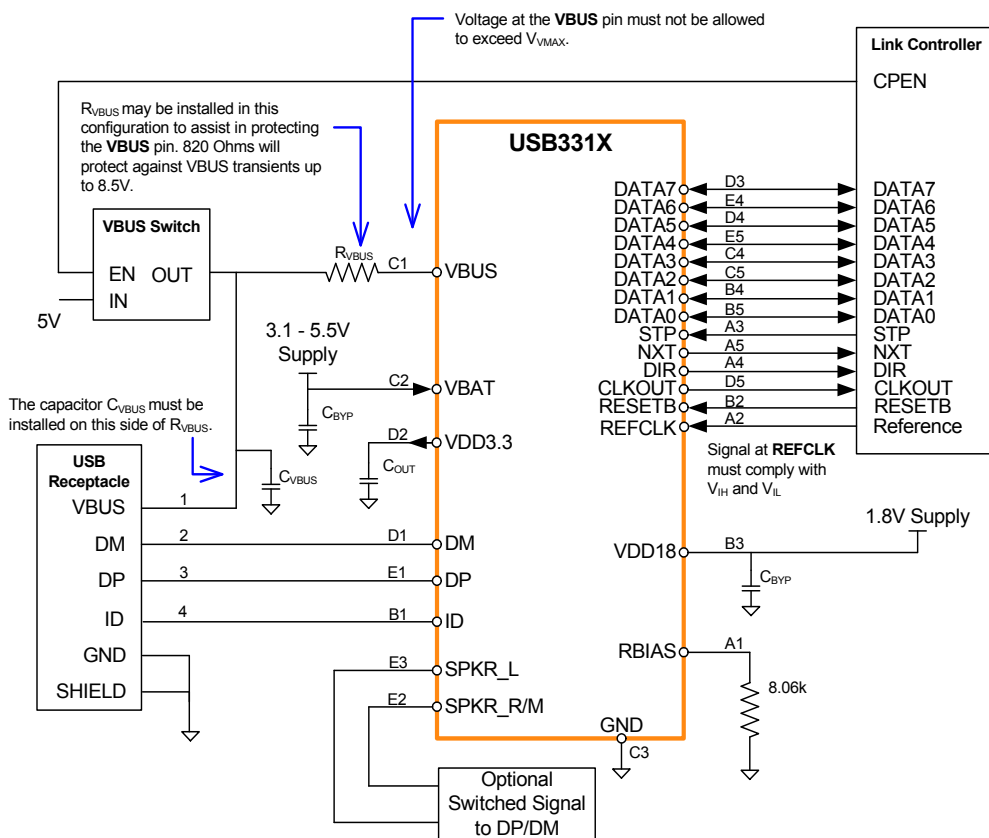 Voltage at the VBUS pin must not be allowed
to exceed VVMAX.
Link Controller
CPEN
RVBUS may be installed in this
configuration to assist in protecting
the VBUS pin. 820 Ohms will
protect against VBUS transients up
to 8.5V.
USB331X
VBUS Switch
EN OUT
IN
5V
RVBUS
C1
VBUS
DATA7 D3 DATA7
DATA6 E4 DATA6
DATA5 D4 DATA5
DATA4 E5 DATA4
DATA3 C4 DATA3
DATA2 C5 DATA2
DATA1 B4 DATA1
DATA0 B5 DATA0
STP A3 STP
NXT A5 NXT
DIR A4 DIR
CLKOUT D5 CLKOUT
RESETB B2 RESETB
REFCLK A2 Reference
Signal at REFCLK
must comply with
VIH and VIL
3.1 - 5.5V
Supply
C2
VBAT
CBYP
D2
VDD3.3
COUT
The capacitor CVBUS must be
installed on this side of RVBUS.
CVBUS
USB
Receptacle
VBUS 1
DM 2 D1 DM
DP 3 E1 DP
ID 4 B1 ID
GND
SHIELD
E3 SPKR_L
E2 SPKR_R/M
1.8V Supply
VDD18 B3
CBYP
RBIAS A1
8.06k
GND
C3
Optional
Switched Signal
to DP/DM